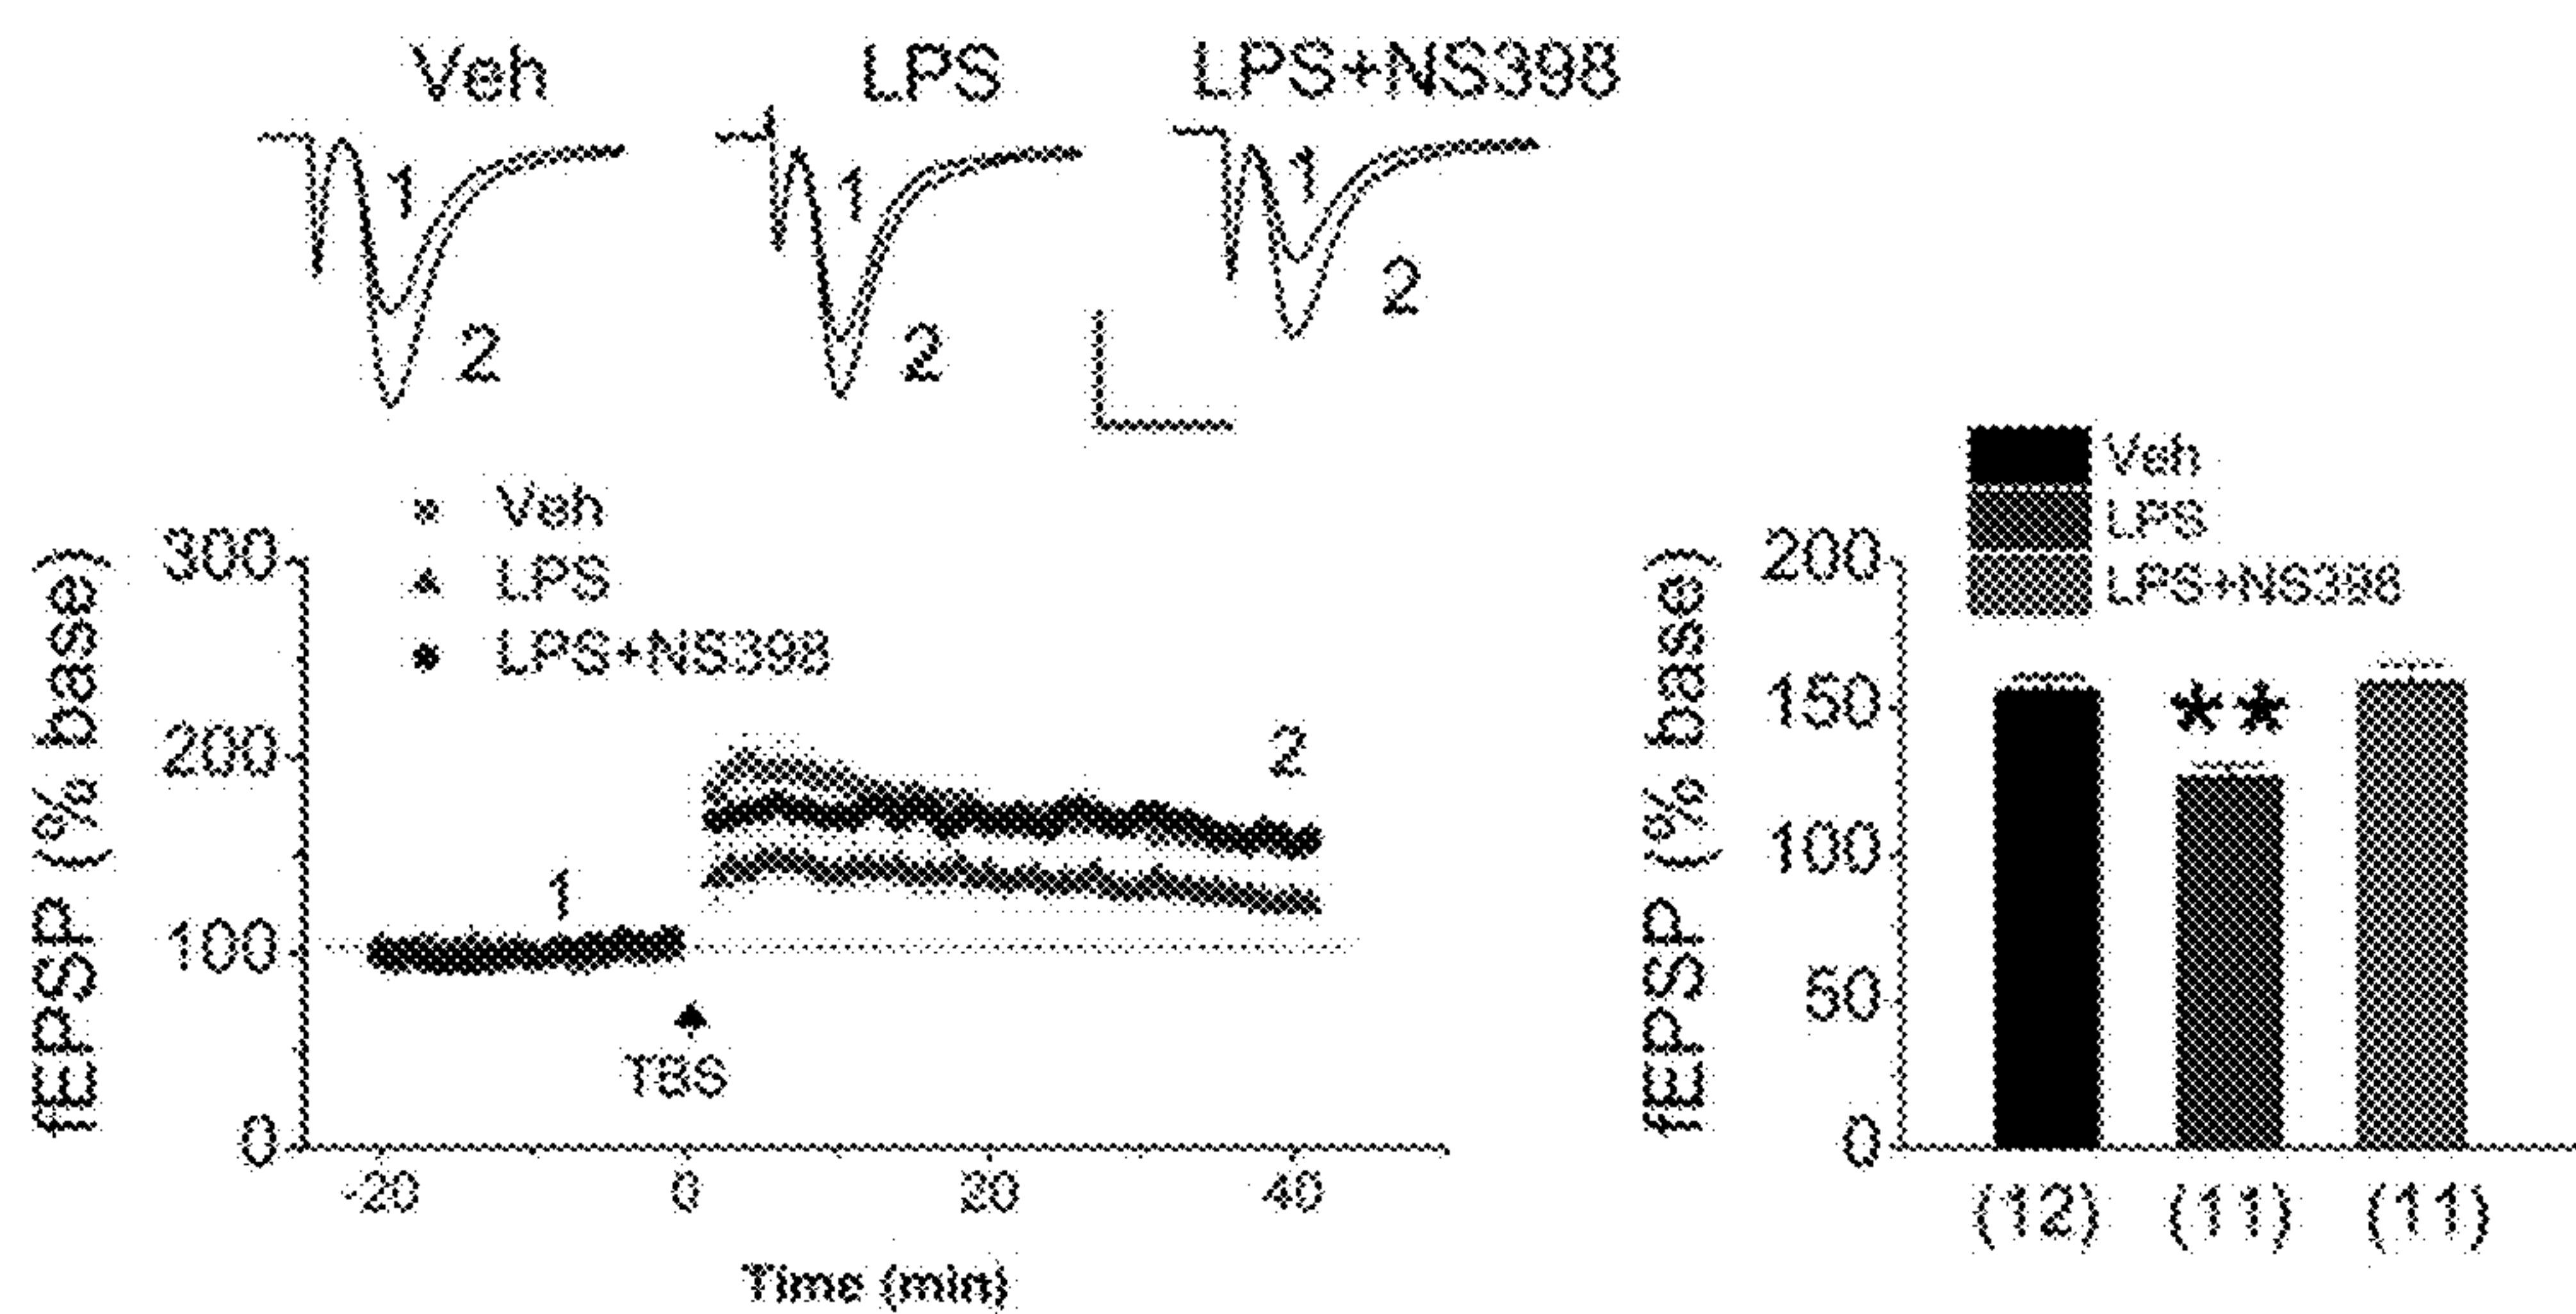 Veh LPS LPS+NS398
1 1 1
2 2 2
Veh
LPS
LPS+NS398
fEPSP (% base)
300
200
100
0
1
2
TBS
-20 0 20 40
Time (min)
Veh
LPS
LPS+NS398
fEPSP (% base)
200
150
100
50
0
**
(12) (11) (11)